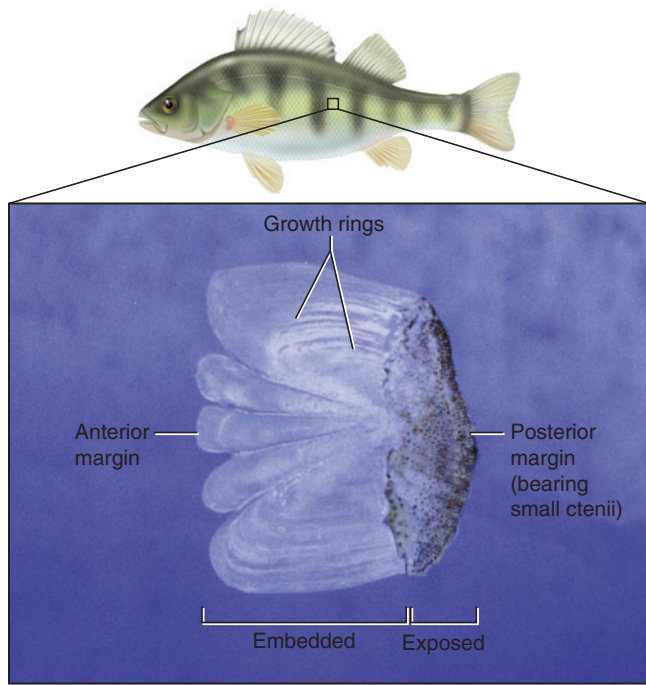 Growth rings
Anterior
margin
Posterior
margin
(bearing
small ctenii)
Embedded
Exposed